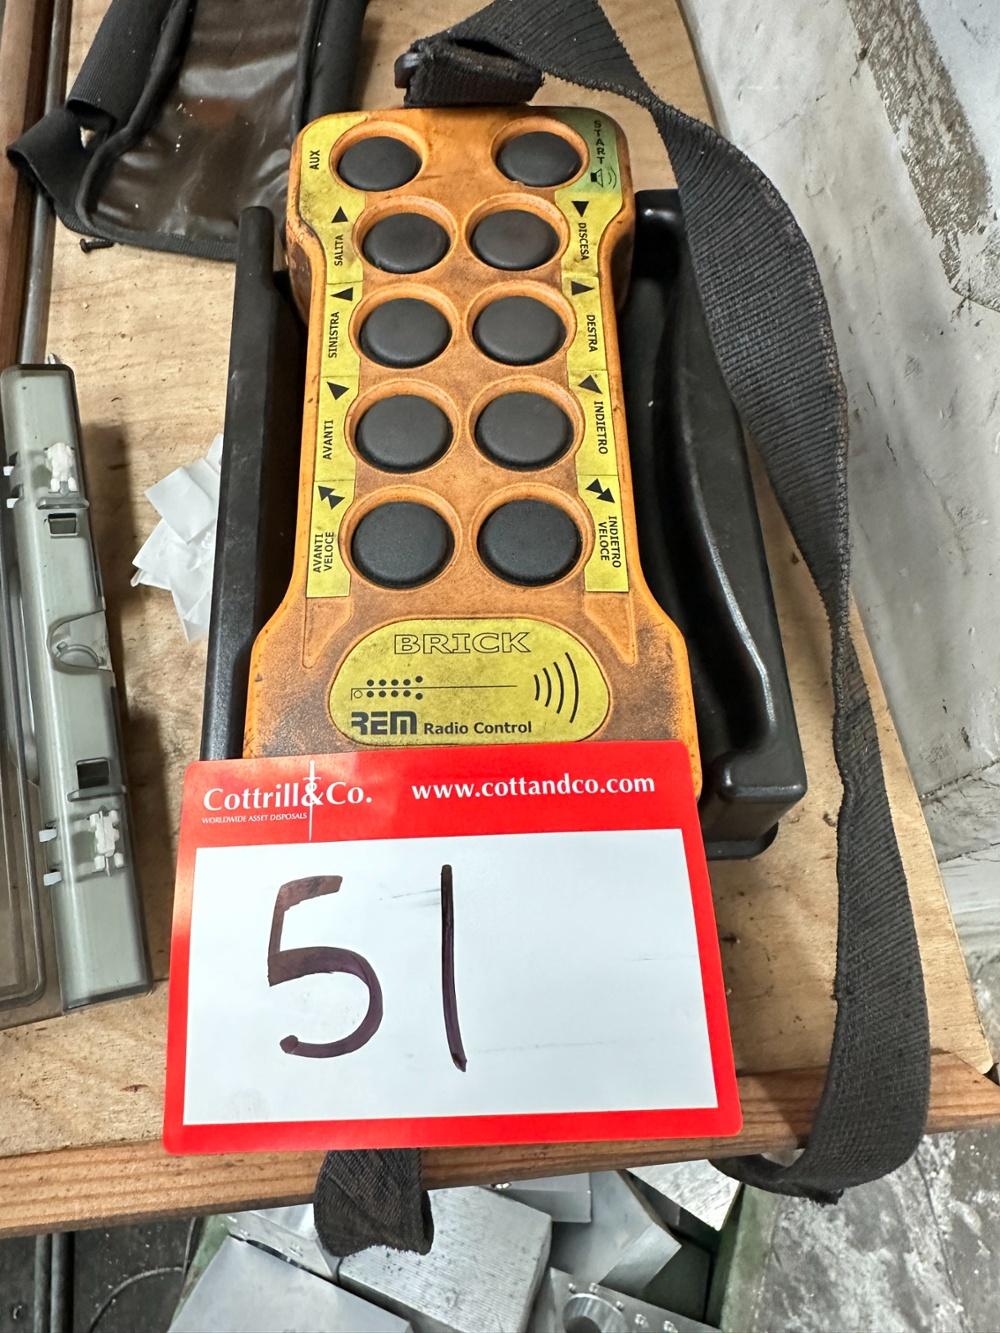 AUX
START
SALITA
DISCESA
SINISTRA
DESTRA
AVANTI
INDIETRO
AVANTI
VELOCE
INDIETRO
VELOCE
BRICK
REM Radio Control
Cottrill&Co. www.cottandco.com
WORLDWIDE ASSET DISPOSALS
51